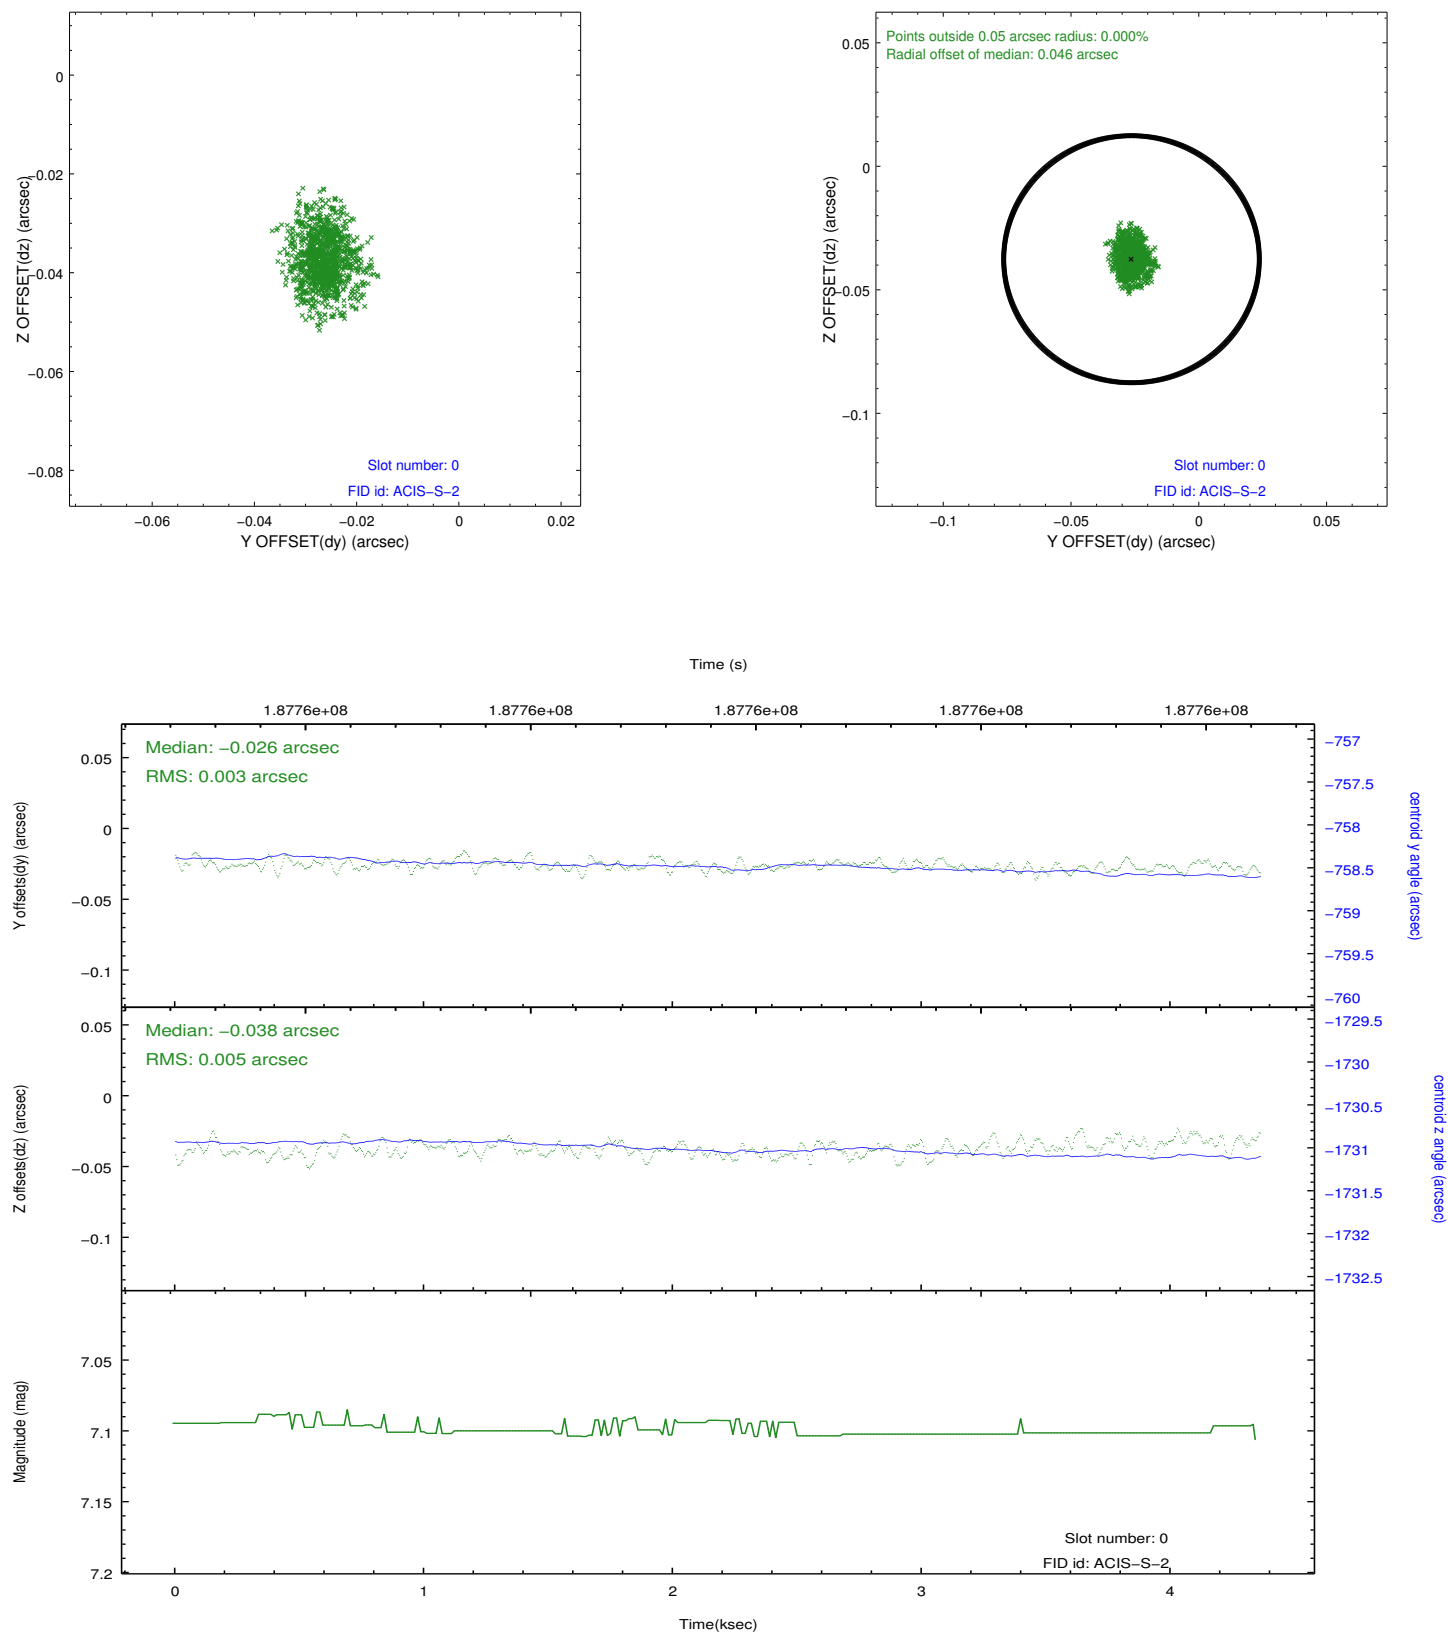 0
−0.02
−0.04
−0.06
−0.08
Z OFFSET(dz) (arcsec)
Slot number: 0
FID id: ACIS−S−2
−0.06
−0.04
−0.02
0
0.02
Y OFFSET(dy) (arcsec)
Points outside 0.05 arcsec radius: 0.000%
Radial offset of median: 0.046 arcsec
0.05
0
−0.05
−0.1
Z OFFSET(dz) (arcsec)
Slot number: 0
FID id: ACIS−S−2
−0.1
−0.05
0
0.05
Y OFFSET(dy) (arcsec)
Time (s)
1.8776e+08
1.8776e+08
1.8776e+08
1.8776e+08
1.8776e+08
Median: −0.026 arcsec
RMS: 0.003 arcsec
0.05
0
−0.05
−0.1
Y offsets(dy) (arcsec)
−757
−757.5
−758
−758.5
−759
−759.5
−760
centroid y angle (arcsec)
Median: −0.038 arcsec
RMS: 0.005 arcsec
0.05
0
−0.05
−0.1
Z offsets(dz) (arcsec)
−1729.5
−1730
−1730.5
−1731
−1731.5
−1732
−1732.5
centroid z angle (arcsec)
7.05
7.1
7.15
7.2
Magnitude (mag)
Slot number: 0
FID id: ACIS−S−2
0
1
2
3
4
Time(ksec)